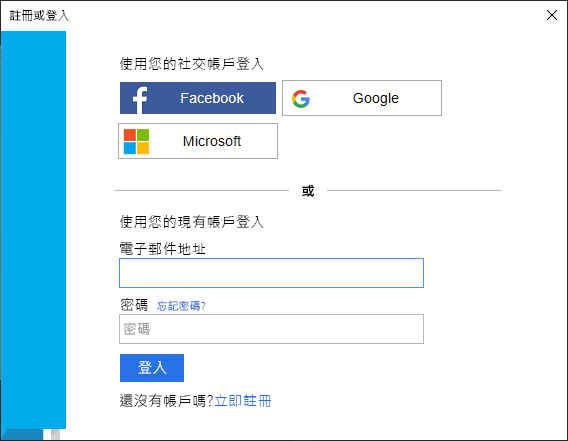 註冊或登入
使用您的社交帳戶登入
Facebook
Google
Microsoft
或
使用您的現有帳戶登入
電子郵件地址
密碼 忘記密碼?
密碼
登入
還沒有帳戶嗎?立即註冊